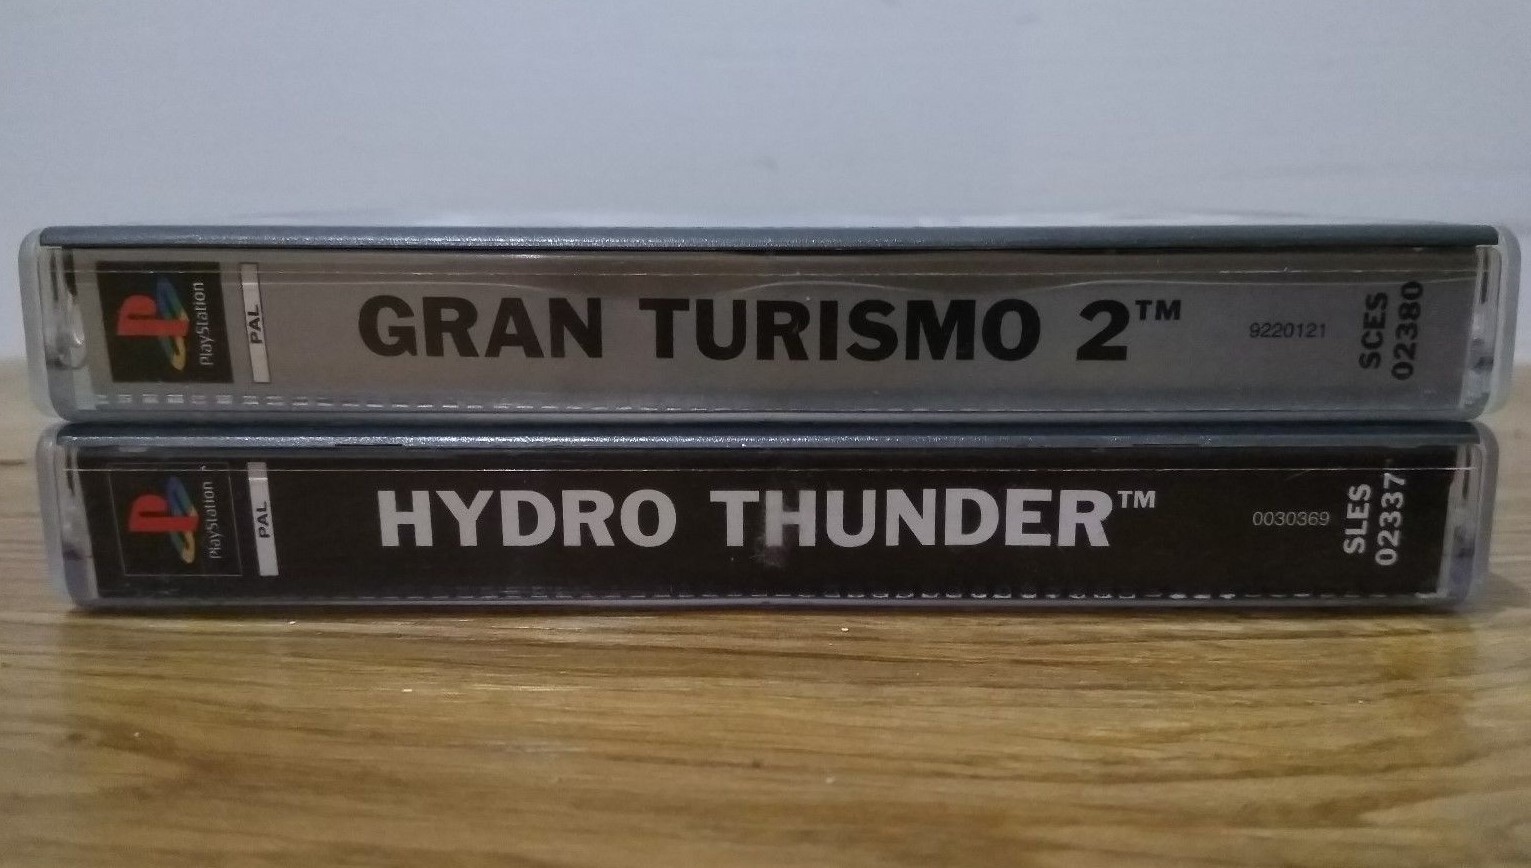 PlayStation
PAL
GRAN TURISMO 2™
9220121
SCES
02380
PlayStation
PAL
HYDRO THUNDER™
0030369
SLES
02337